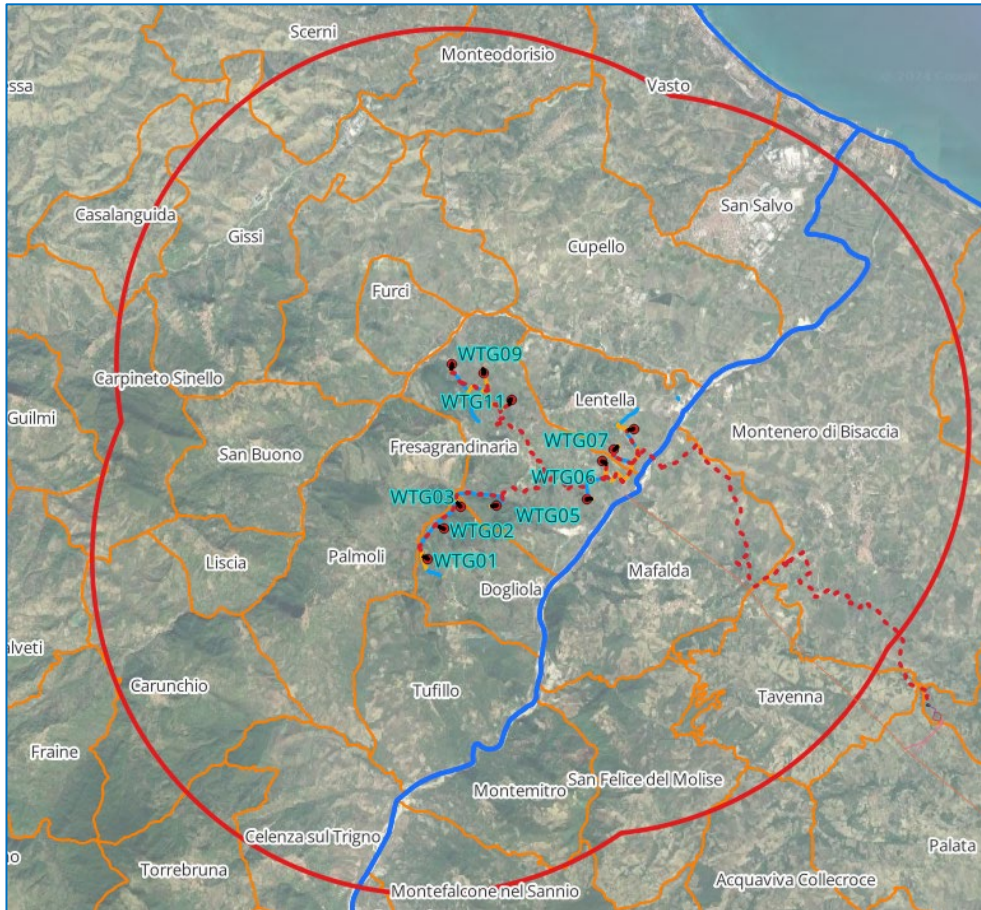 Scerni
Monteodorisio
Vasto
ssa
San Salvo
Casalanguida
Gissi
Cupello
Furci
WTG09
Carpineto Sinello
WTG11
Lentella
Guilmi
Fresagrandinaria
WTG07
Montenero di Bisaccia
San Buono
WTG06
WTG03
WTG05
WTG02
Palmoli
WTG01
Liscia
Mafalda
Dogliola
alveti
Carunchio
Tufillo
Tavenna
Fraine
San Felice del Molise
Montemitro
Celenza sul Trigno
Palata
no
Torrebruna
Acquaviva Collecroce
Montefalcone nel Sannio